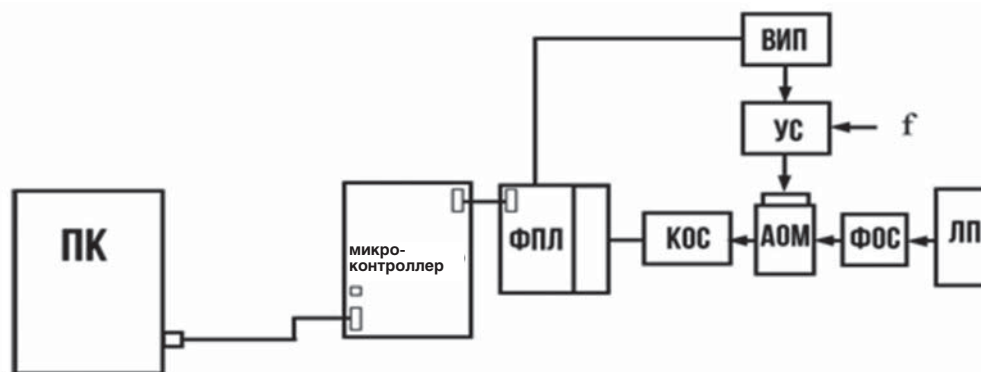 ВИП
УС
f
ПК
микро-
контроллер
ФПЛ
КОС
АОМ
ФОС
ЛП